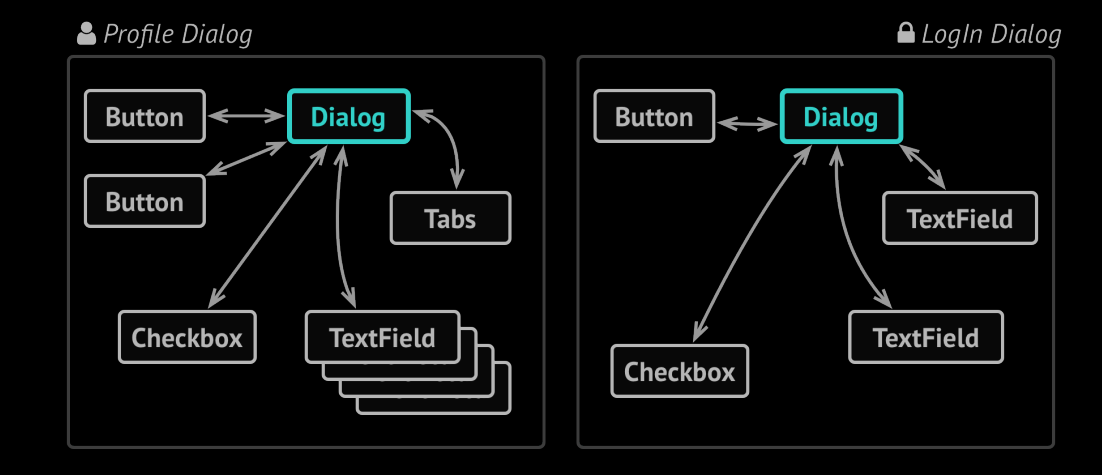 Profile Dialog
Button
Dialog
Button
Tabs
Checkbox
TextField
LogIn Dialog
Button
Dialog
TextField
TextField
Checkbox